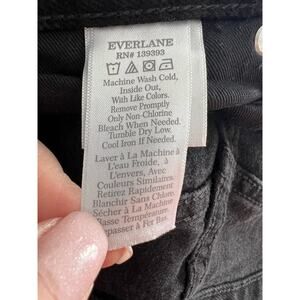 EVERLANE
RN# 139393
Machine Wash Cold,
Inside Out,
With Like Colors.
Remove Promptly
Only Non-Chlorine
Bleach When Needed.
Tumble Dry Low.
Cool Iron If Needed.
Laver à La Machine à
L'eau Froide, à
L'envers, Avec
Couleurs Similaires.
Retirez Rapidement
Blanchir Sans Chlore.
Sécher à La Machine
Basse Température.
Repasser à Fer Bas